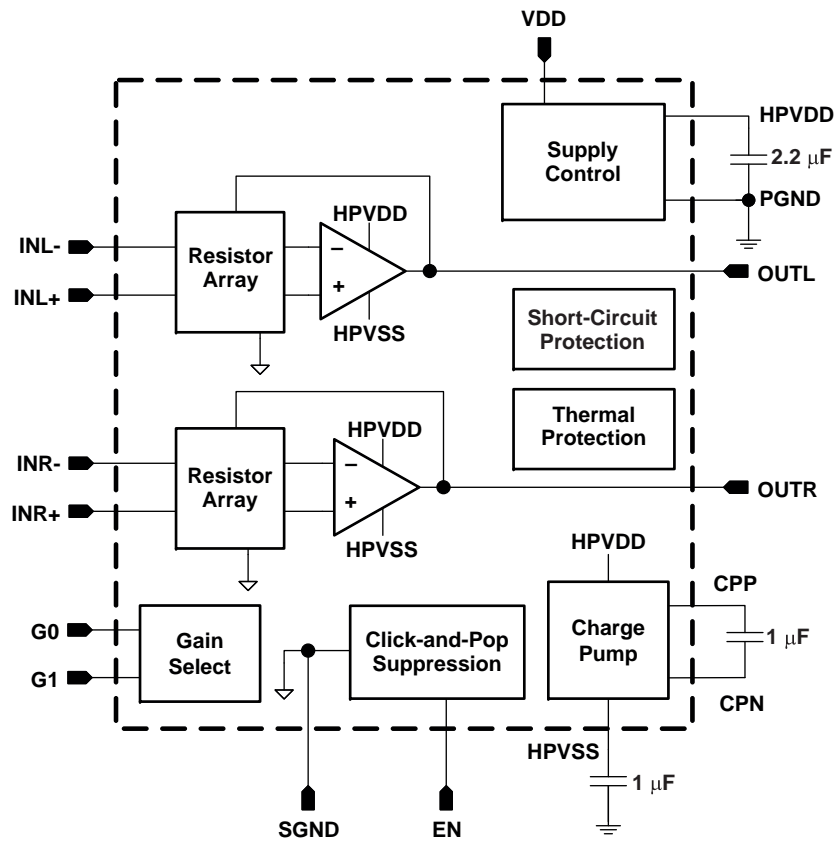 VDD
HPVDD
2.2 μF
PGND
Supply
Control
HPVDD
INL-
INL+
Resistor
Array
−
+
HPVSS
OUTL
Short-Circuit
Protection
Thermal
Protection
HPVDD
INR-
INR+
Resistor
Array
−
+
HPVSS
OUTR
HPVDD
CPP
1 μF
CPN
Charge
Pump
G0
G1
Gain
Select
Click-and-Pop
Suppression
HPVSS
1 μF
SGND
EN